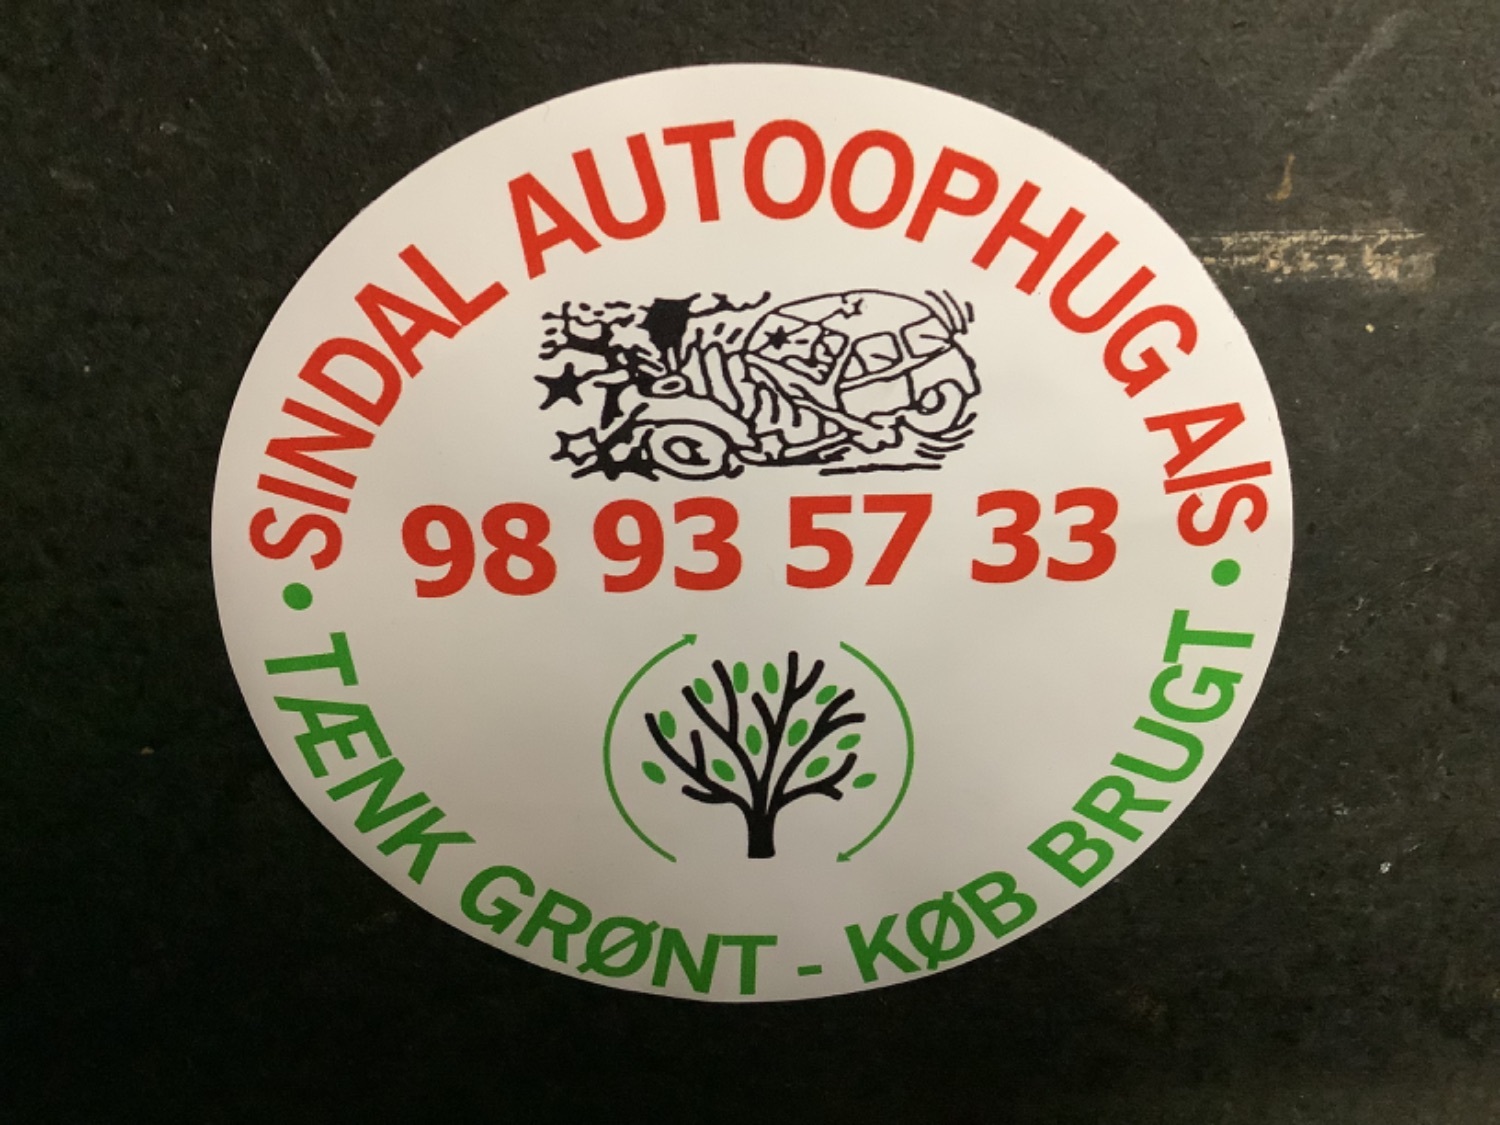 SINDAL AUTOOPHUG A/S
98 93 57 33
• TÆNK GRØNT - KØB BRUGT •